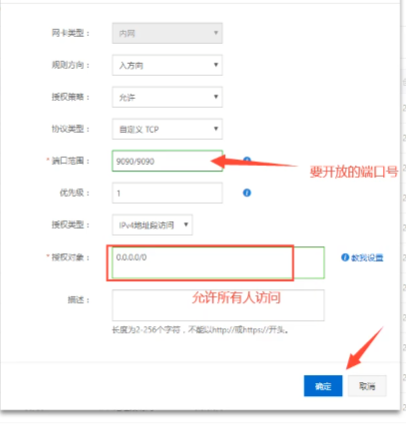 网卡类型： 内网
规则方向： 入方向
授权策略： 允许
协议类型： 自定义 TCP
* 端口范围： 9090/9090
要开放的端口号
优先级： 1
授权类型： IPv4地址段访问
* 授权对象： 0.0.0.0/0 教我设置
允许所有人访问
描述：
长度为2-256个字符，不能以http://或https://开头。
确定 取消